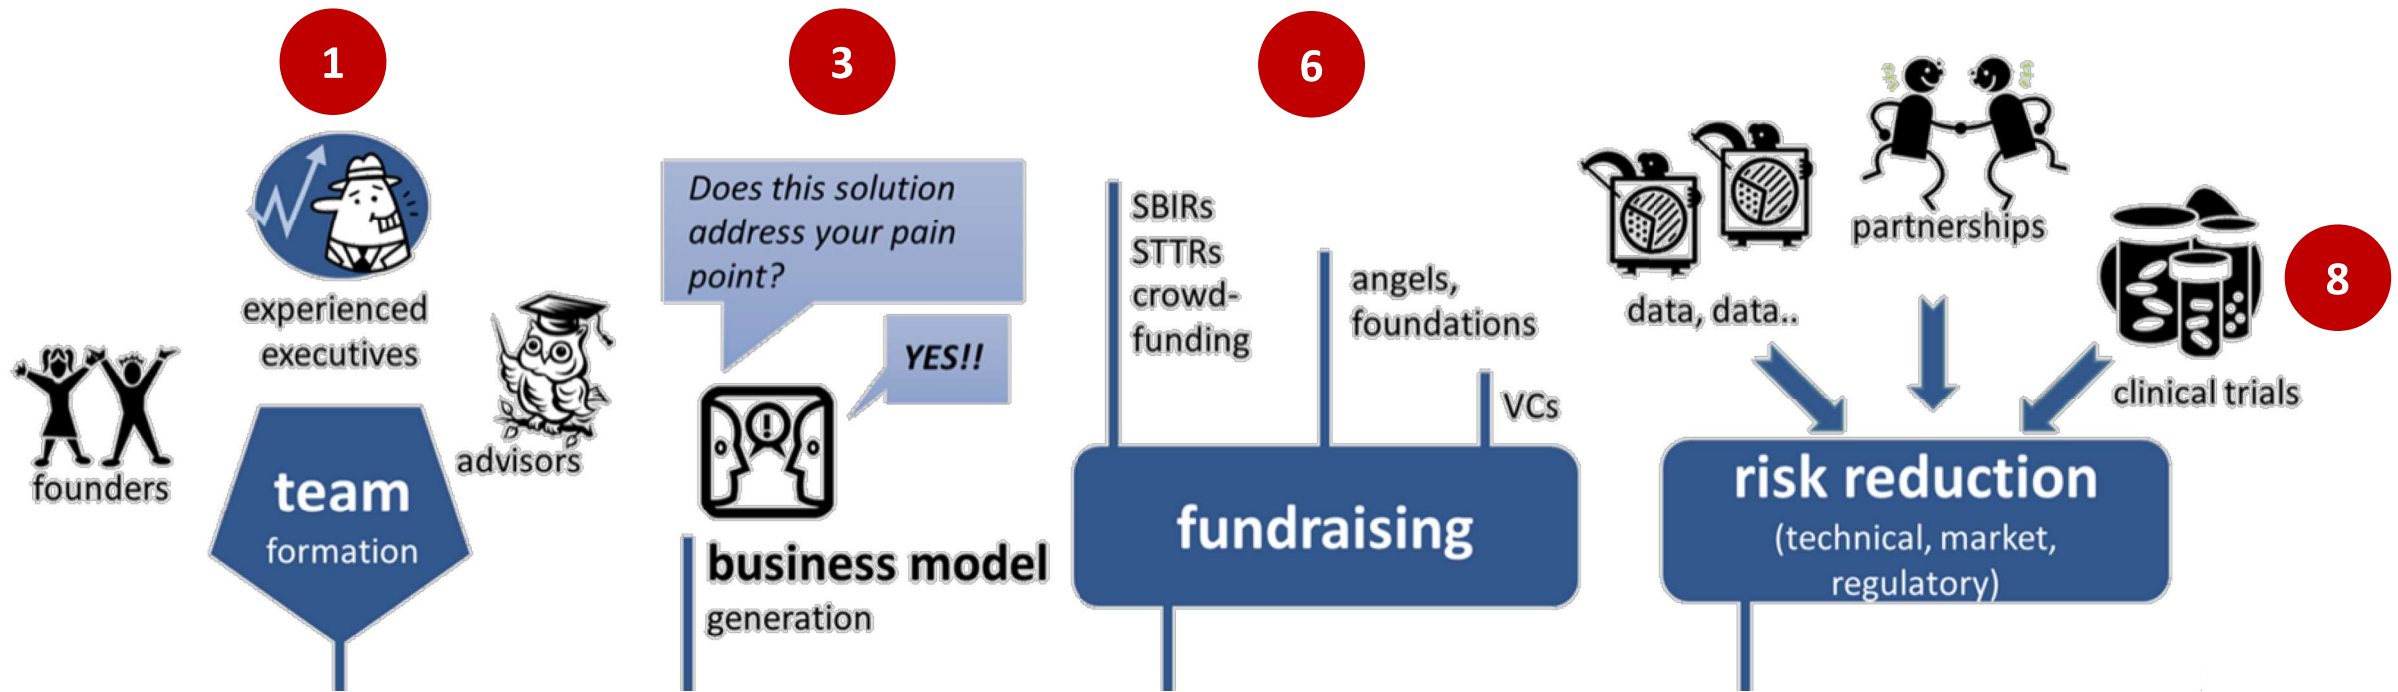 1
experienced
executives
founders
advisors
team
formation
3
Does this solution
address your pain
point?
YES!!
business model
generation
6
SBIRs
STTRs
crowd-
funding
angels,
foundations
VCs
fundraising
data, data..
partnerships
clinical trials
8
risk reduction
(technical, market,
regulatory)